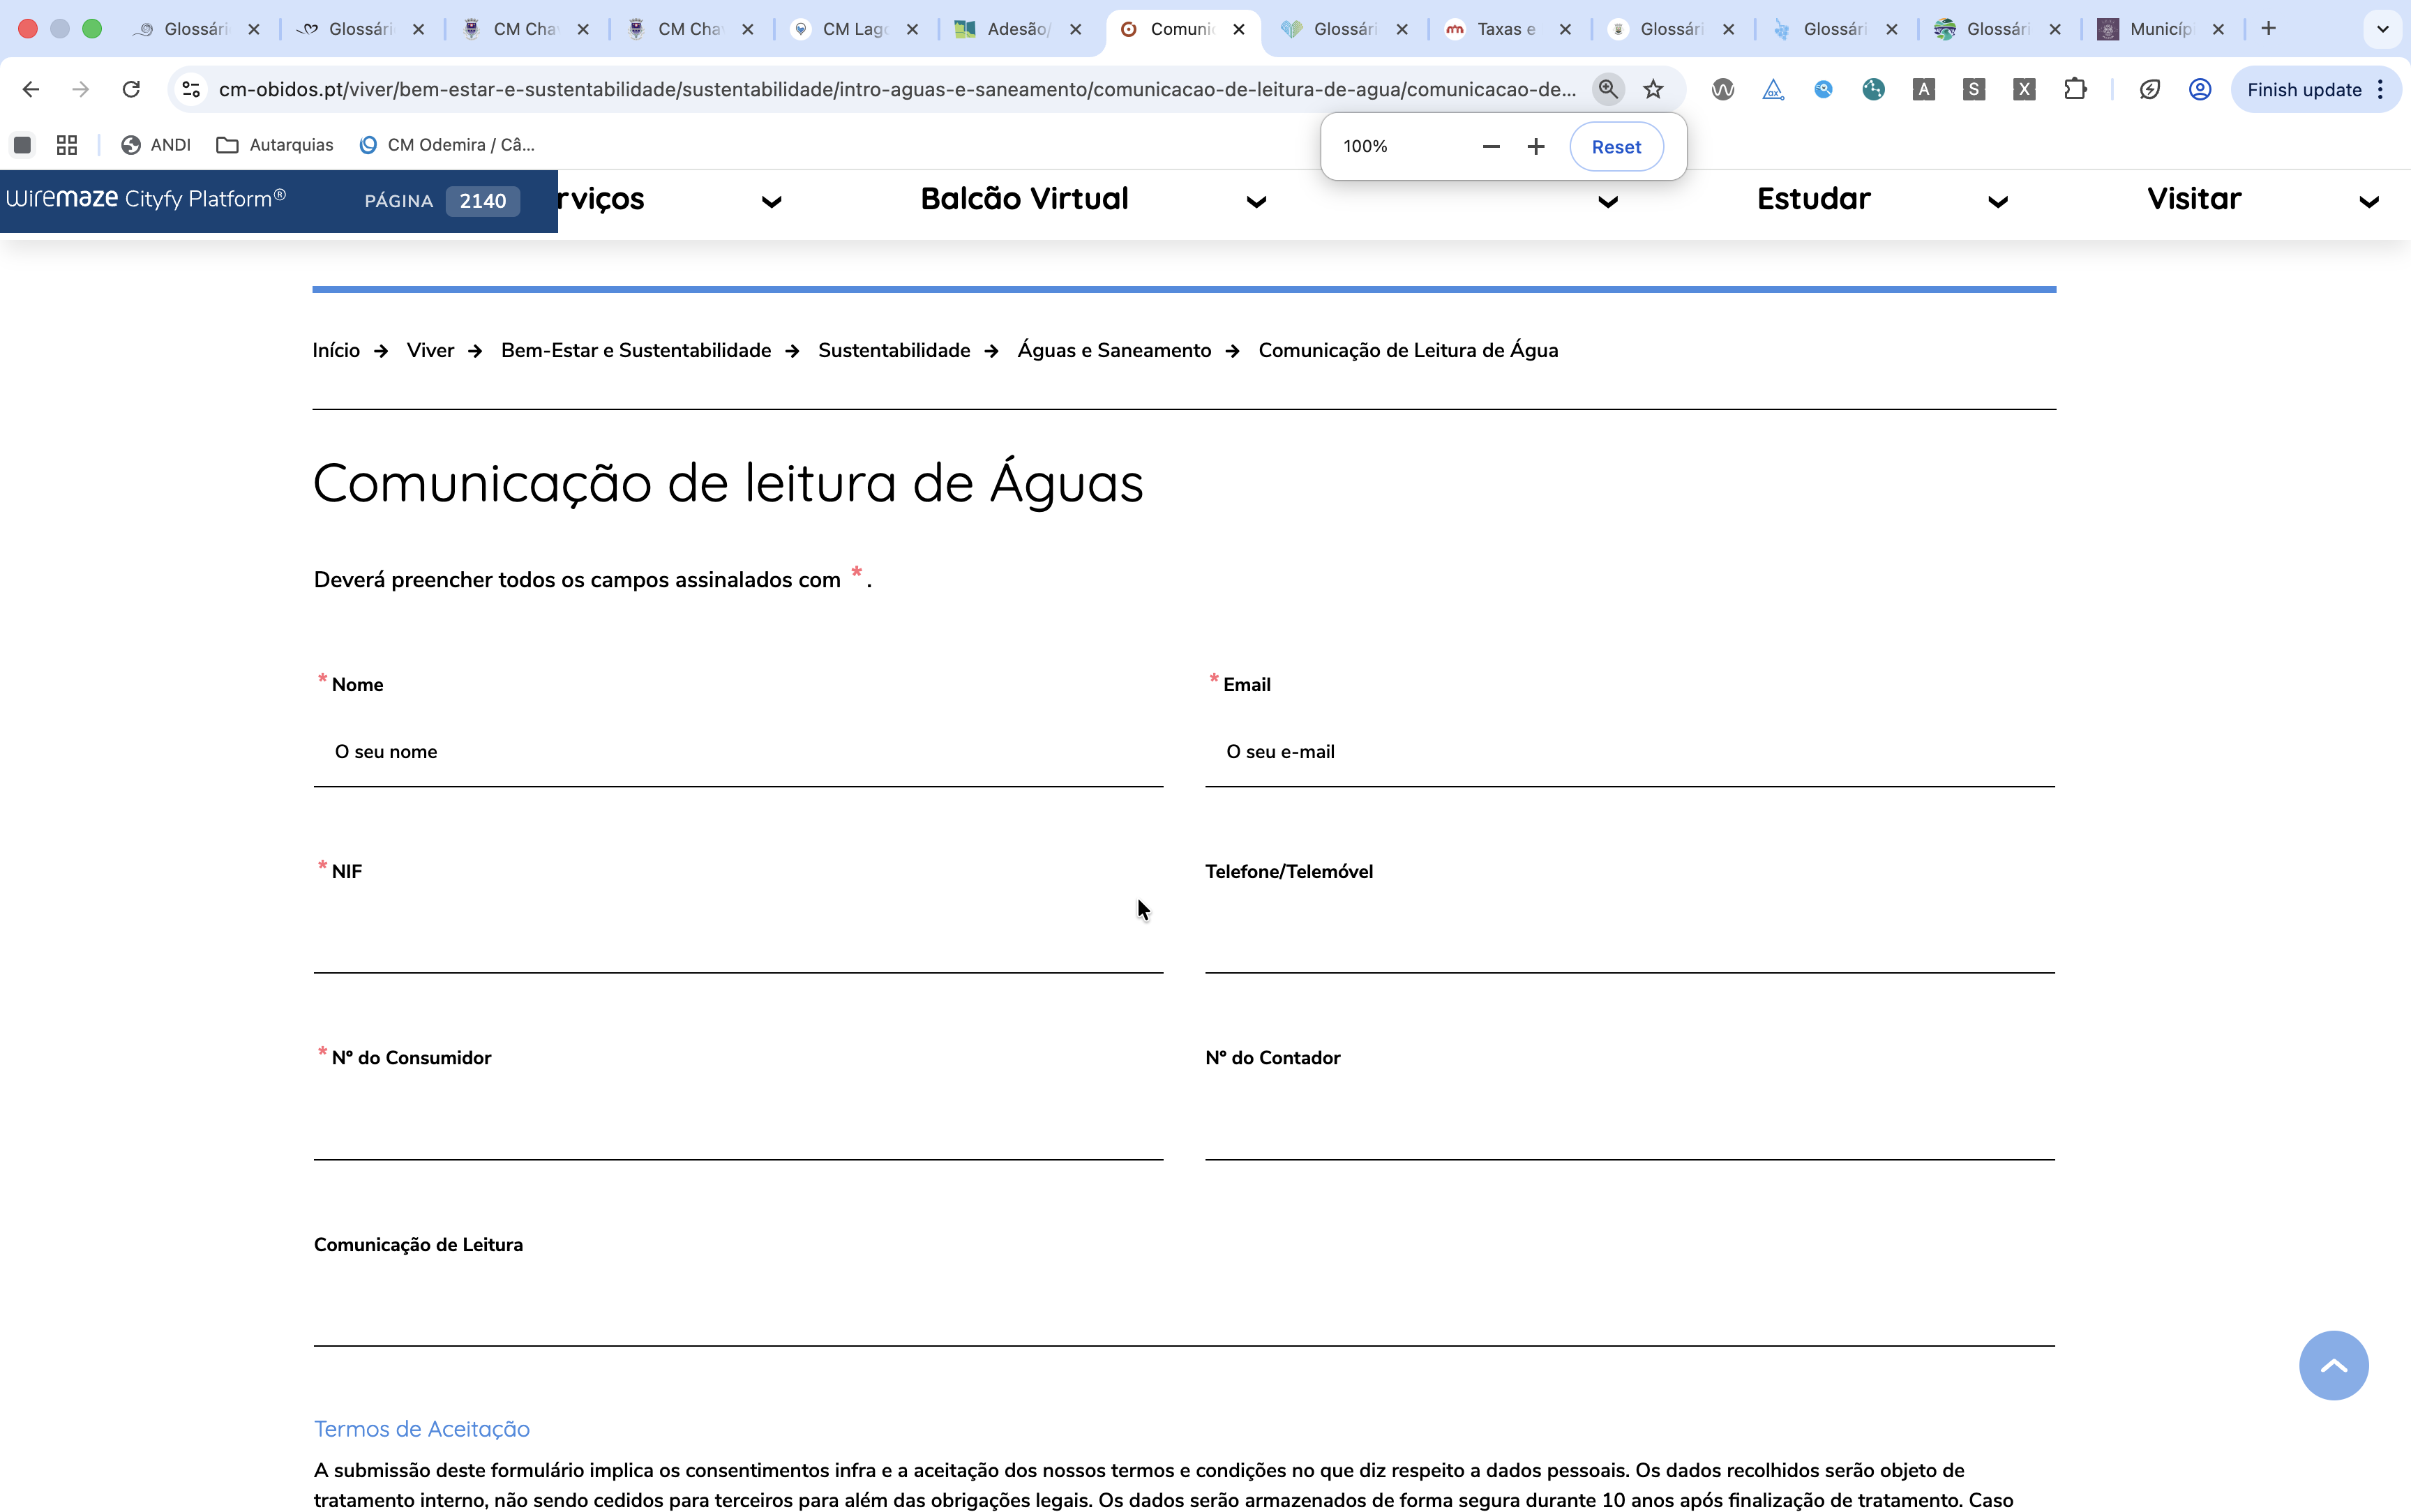 Glossári
Glossári
CM Cha
CM Cha
CM Lago
Adesão/
Comunic
Glossári
Taxas e
Glossári
Glossári
Glossári
Municíp
cm-obidos.pt/viver/bem-estar-e-sustentabilidade/sustentabilidade/intro-aguas-e-saneamento/comunicacao-de-leitura-de-agua/comunicacao-de...
A
S
X
Finish update
ANDI
Autarquias
CM Odemira / Câ...
100%
Reset
wiremaze Cityfy Platform®
PÁGINA 2140
rviços
Balcão Virtual
Estudar
Visitar
Início → Viver → Bem-Estar e Sustentabilidade → Sustentabilidade → Águas e Saneamento → Comunicação de Leitura de Água
Comunicação de leitura de Águas
Deverá preencher todos os campos assinalados com * .
* Nome
* Email
O seu nome
O seu e-mail
* NIF
Telefone/Telemóvel
* Nº do Consumidor
Nº do Contador
Comunicação de Leitura
Termos de Aceitação
A submissão deste formulário implica os consentimentos infra e a aceitação dos nossos termos e condições no que diz respeito a dados pessoais. Os dados recolhidos serão objeto de
tratamento interno, não sendo cedidos para terceiros para além das obrigações legais. Os dados serão armazenados de forma segura durante 10 anos após finalização de tratamento. Caso